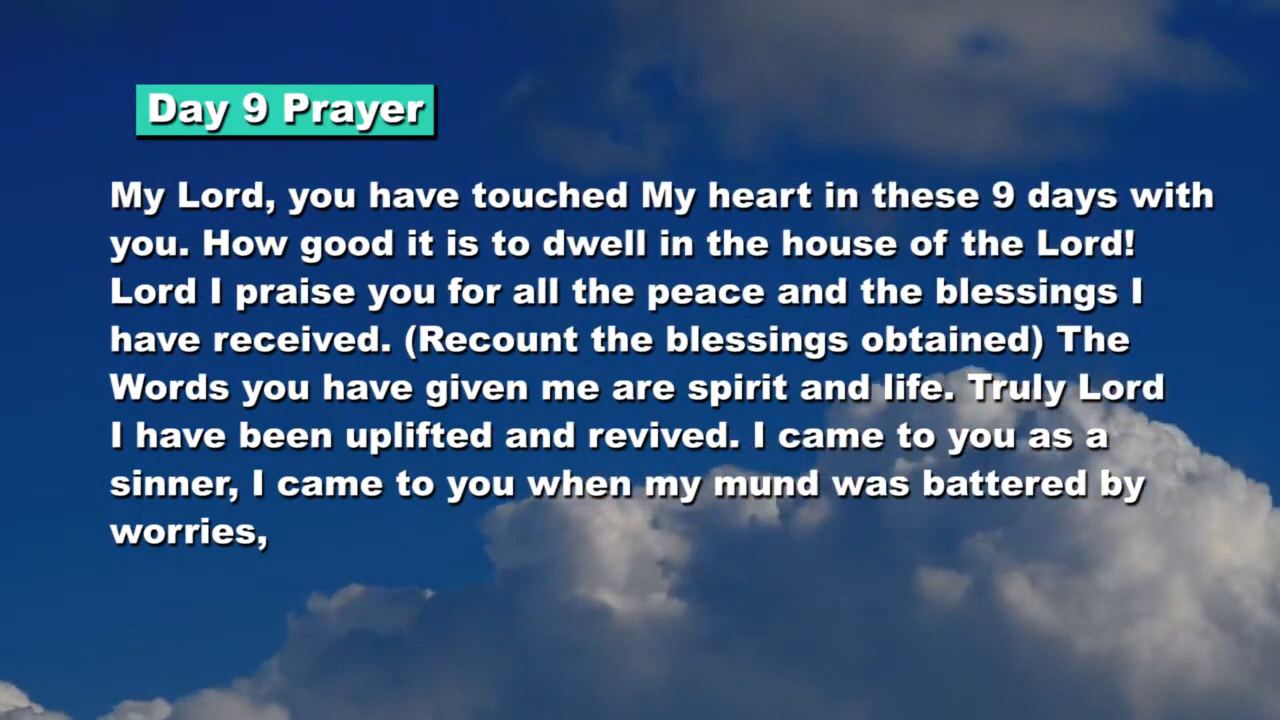 Day 9 Prayer
My Lord, you have touched My heart in these 9 days with
you. How good it is to dwell in the house of the Lord!
Lord I praise you for all the peace and the blessings I
have received. (Recount the blessings obtained) The
Words you have given me are spirit and life. Truly Lord
I have been uplifted and revived. I came to you as a
sinner, I came to you when my mund was battered by
worries,